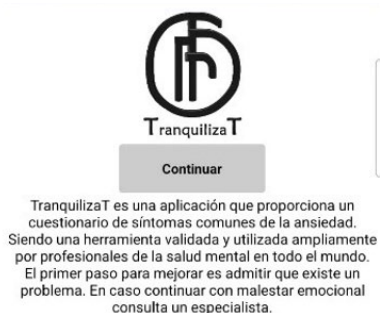 TranquilizaT
Continuar
TranquilizaT es una aplicación que proporciona un
cuestionario de síntomas comunes de la ansiedad.
Siendo una herramienta validada y utilizada ampliamente
por profesionales de la salud mental en todo el mundo.
El primer paso para mejorar es admitir que existe un
problema. En caso continuar con malestar emocional
consulta un especialista.